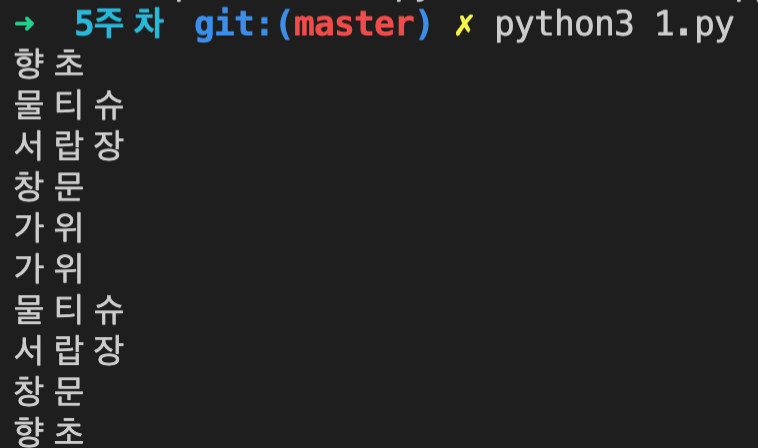 ➜ 5주차 git:(master) ✗ python3 1.py
향초
물티슈
서랍장
창문
가위
가위
물티슈
서랍장
창문
향초